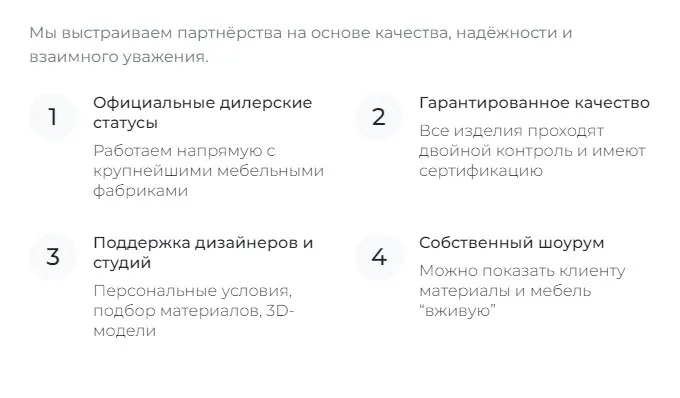 Мы выстраиваем партнёрства на основе качества, надёжности и
взаимного уважения.
1
Официальные дилерские
статусы
Работаем напрямую с
крупнейшими мебельными
фабриками
2
Гарантированное качество
Все изделия проходят
двойной контроль и имеют
сертификацию
3
Поддержка дизайнеров и
студий
Персональные условия,
подбор материалов, 3D-
модели
4
Собственный шоурум
Можно показать клиенту
материалы и мебель
“вживую”